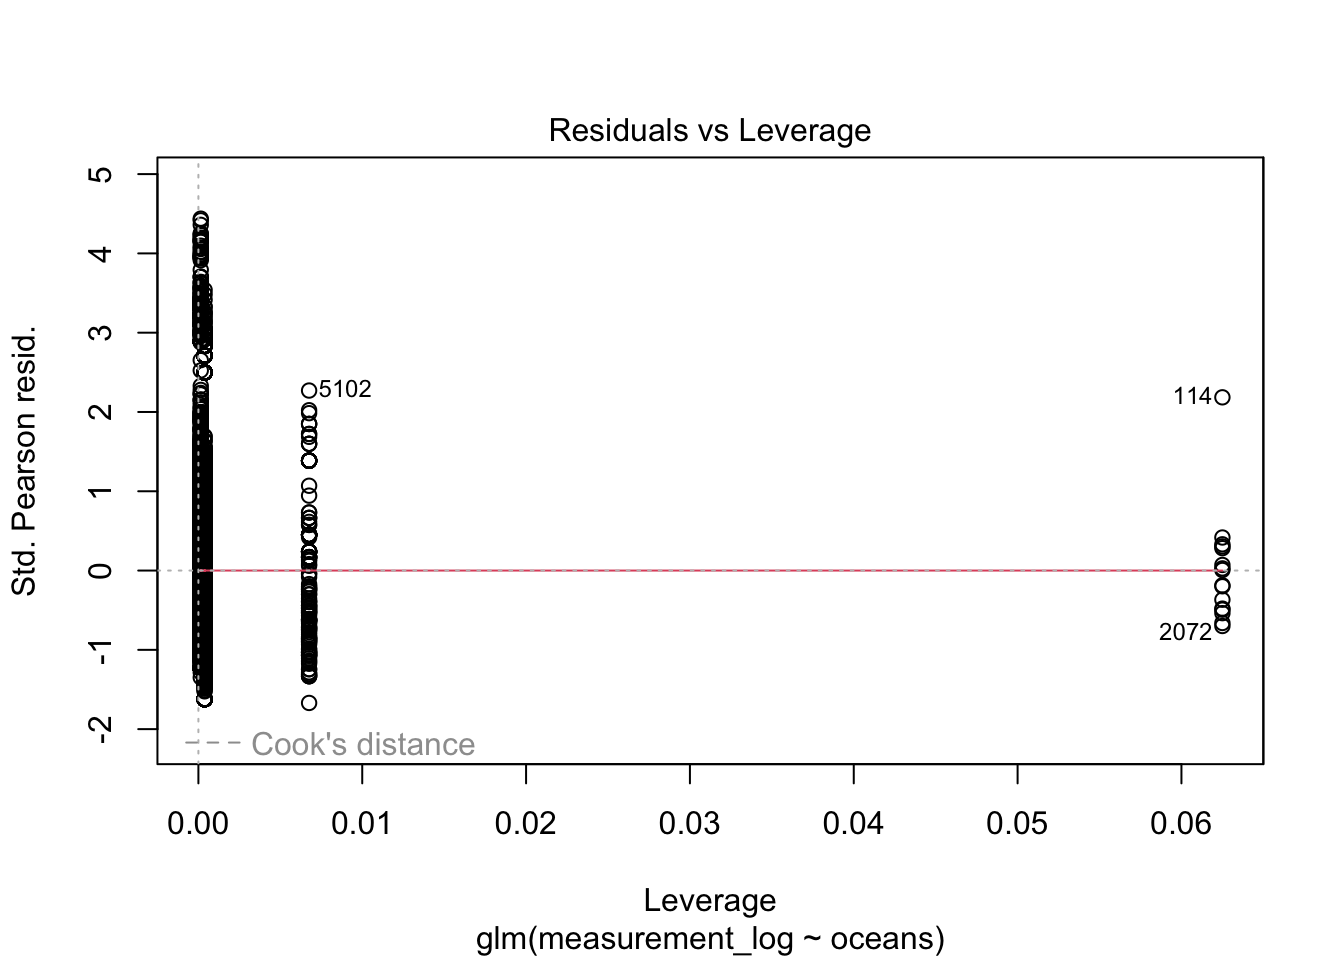 Residuals vs Leverage
Std. Pearson resid.
5
4
3
2
1
0
-1
-2
5102
114
2072
Cook's distance
0.00 0.01 0.02 0.03 0.04 0.05 0.06
Leverage
glm(measurement_log ~ oceans)